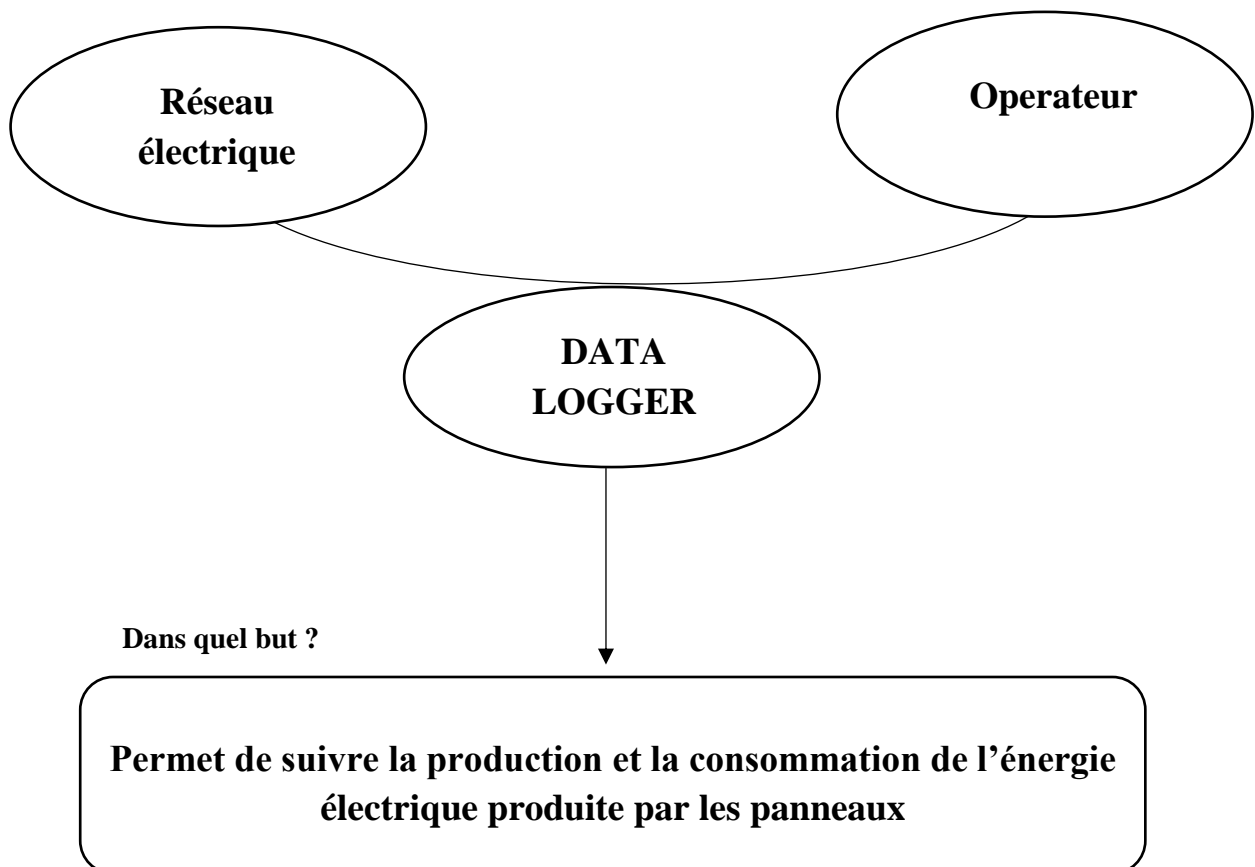 Réseau
électrique
Operateur
DATA
LOGGER
Dans quel but ?
Permet de suivre la production et la consommation de l’énergie
électrique produite par les panneaux